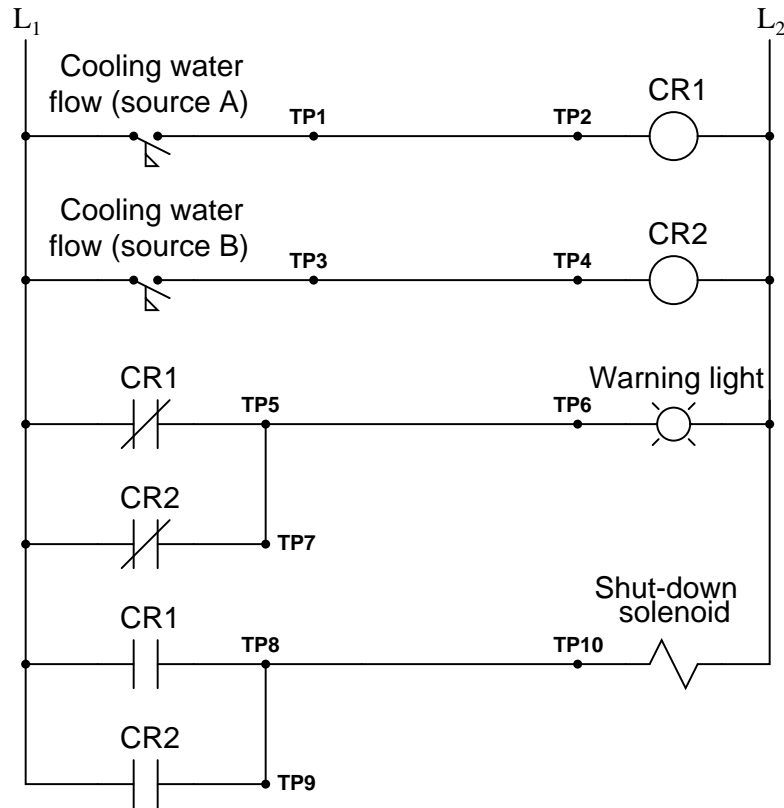 L1
L2
Cooling water
flow (source A)
TP1
TP2
CR1
Cooling water
flow (source B)
TP3
TP4
CR2
CR1
TP5
TP6
Warning light
CR2
TP7
CR1
TP8
TP10
Shut-down
solenoid
CR2
TP9